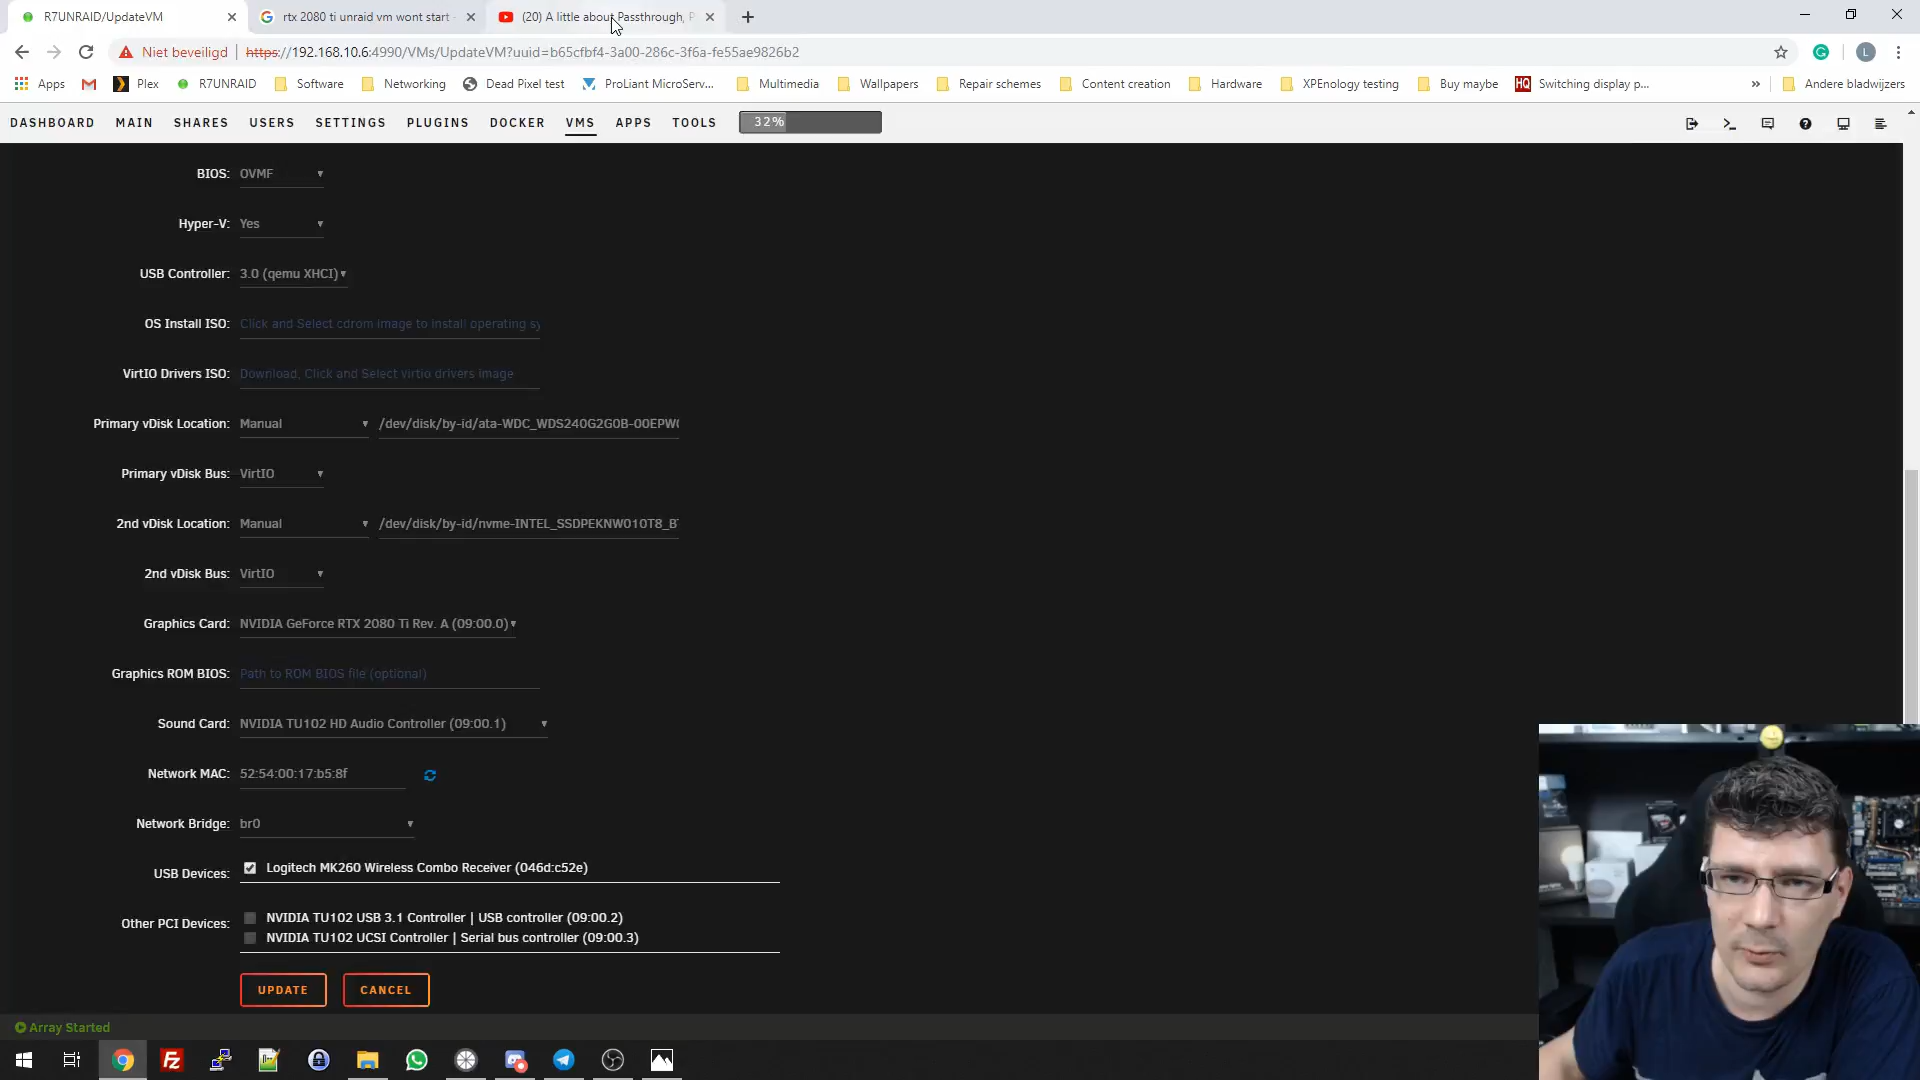 R7UNRAID/UpdateVM
rtx 2080 ti unraid vm wont start -
(20) A little about Passthrough, P
Niet beveiligd
https://192.168.10.6:4990/VMs/UpdateVM?uuid=b65cfbf4-3a00-286c-3f6a-fe55ae9826b2
L
Apps
Plex
R7UNRAID
Software
Networking
Dead Pixel test
ProLiant MicroServ...
Multimedia
Wallpapers
Repair schemes
Content creation
Hardware
XPEnology testing
Buy maybe
HQ
Switching display p...
»
Andere bladwijzers
DASHBOARD
MAIN
SHARES
USERS
SETTINGS
PLUGINS
DOCKER
VMS
APPS
TOOLS
32%
BIOS: OVMF
Hyper-V: Yes
USB Controller: 3.0 (qemu XHCI)
OS Install ISO: Click and Select cdrom image to install operating sy
VirtIO Drivers ISO: Download, Click and Select virtio drivers image
Primary vDisk Location: Manual /dev/disk/by-id/ata-WDC_WDS240G2G0B-00EPW
Primary vDisk Bus: VirtIO
2nd vDisk Location: Manual /dev/disk/by-id/nvme-INTEL_SSDPEKNW010T8_B
2nd vDisk Bus: VirtIO
Graphics Card: NVIDIA GeForce RTX 2080 Ti Rev. A (09:00.0)
Graphics ROM BIOS: Path to ROM BIOS file (optional)
Sound Card: NVIDIA TU102 HD Audio Controller (09:00.1)
Network MAC: 52:54:00:17:b5:8f
Network Bridge: br0
USB Devices: Logitech MK260 Wireless Combo Receiver (046d:c52e)
Other PCI Devices: NVIDIA TU102 USB 3.1 Controller | USB controller (09:00.2)
NVIDIA TU102 UCSI Controller | Serial bus controller (09:00.3)
UPDATE
CANCEL
Array Started
Fz